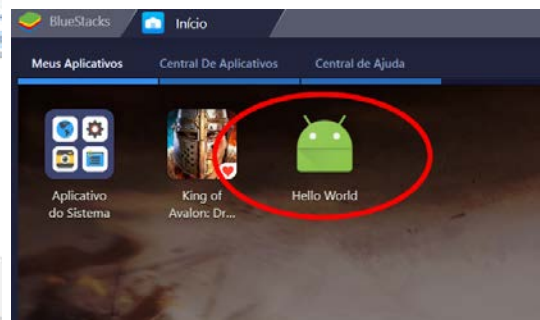 BlueStacks
Início
Meus Aplicativos
Central De Aplicativos
Central de Ajuda
Aplicativo
do Sistema
King of
Avalon: Dr...
Hello World